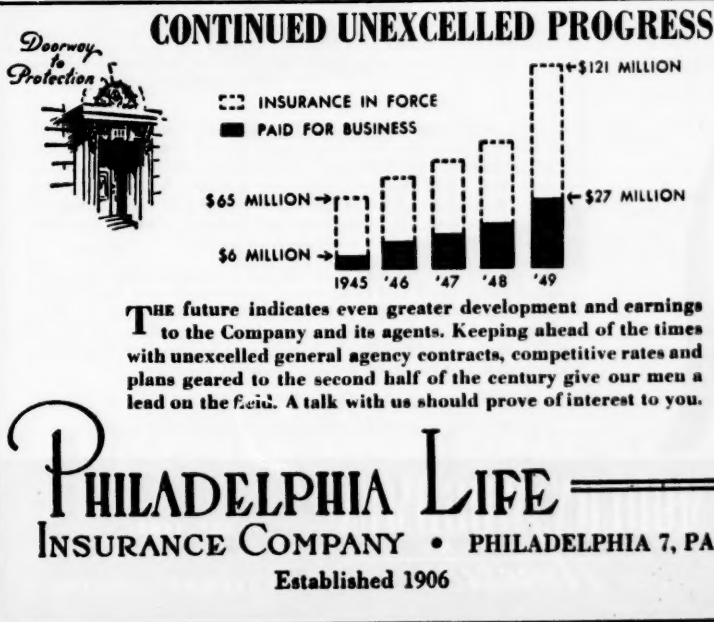 CONTINUED UNEXCELLED PROGRESS
Doorway
to
Protection
INSURANCE IN FORCE
PAID FOR BUSINESS
$121 MILLION
$65 MILLION
$27 MILLION
$6 MILLION
1945 '46 '47 '48 '49
THE future indicates even greater development and earnings
to the Company and its agents. Keeping ahead of the times
with unexcelled general agency contracts, competitive rates and
plans geared to the second half of the century give our men a
lead on the field. A talk with us should prove of interest to you.
PHILADELPHIA LIFE
INSURANCE COMPANY • PHILADELPHIA 7, PA
Established 1906